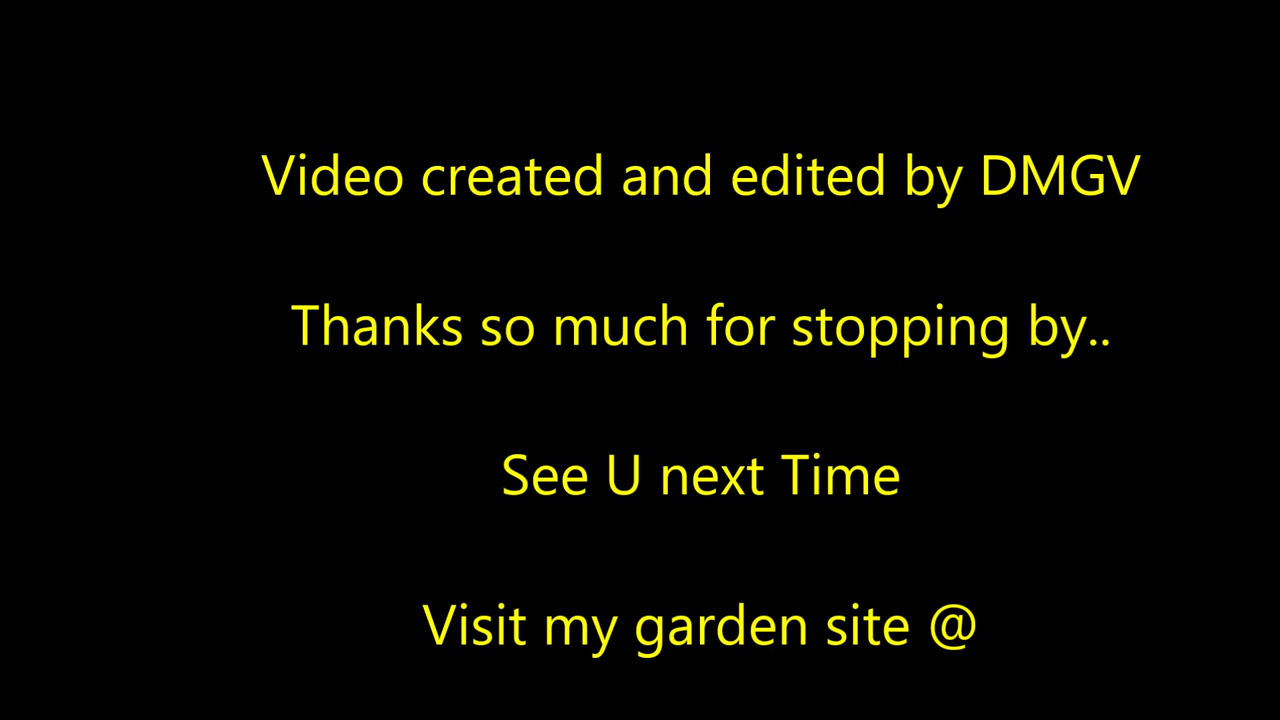 Video created and edited by DMGV
Thanks so much for stopping by..
See U next Time
Visit my garden site @